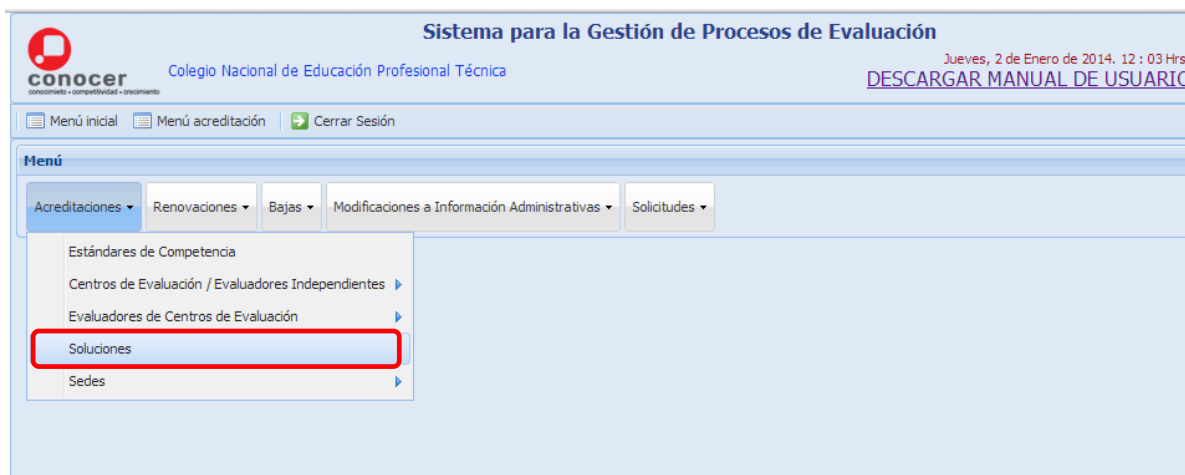 Sistema para la Gestión de Procesos de Evaluación
conocer
conocimiento • competitividad • crecimiento
Colegio Nacional de Educación Profesional Técnica
Jueves, 2 de Enero de 2014. 12 : 03 Hrs
DESCARGAR MANUAL DE USUARIO
Menú inicial Menú acreditación Cerrar Sesión
Menú
Acreditaciones Renovaciones Bajas Modificaciones a Información Administrativas Solicitudes
Estándares de Competencia
Centros de Evaluación / Evaluadores Independientes
Evaluadores de Centros de Evaluación
Soluciones
Sedes